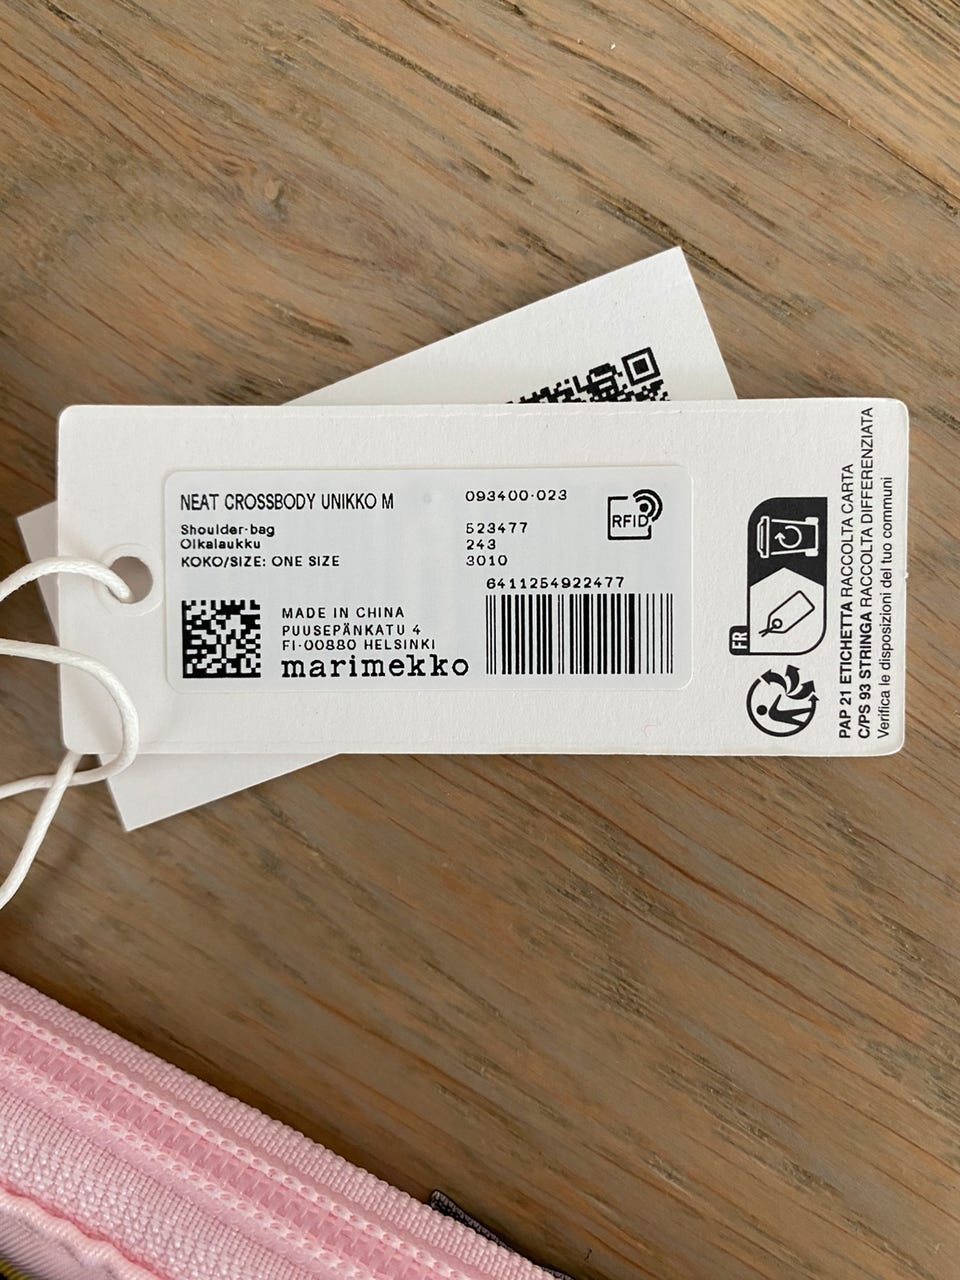 NEAT CROSSBODY UNIKKO M
093400-023
Shoulder-bag
523477
Olkalaukku
243
KOKO/SIZE: ONE SIZE
3010
6411254922477
MADE IN CHINA
PUUSEPÄNKATU 4
FI-00880 HELSINKI
marimekko
RFID
FR
PAP 21 ETICHETTA RACCOLTA CARTA
C/PS 93 STRINGA RACCOLTA DIFFERENZIATA
Verifica le disposizioni del tuo communi